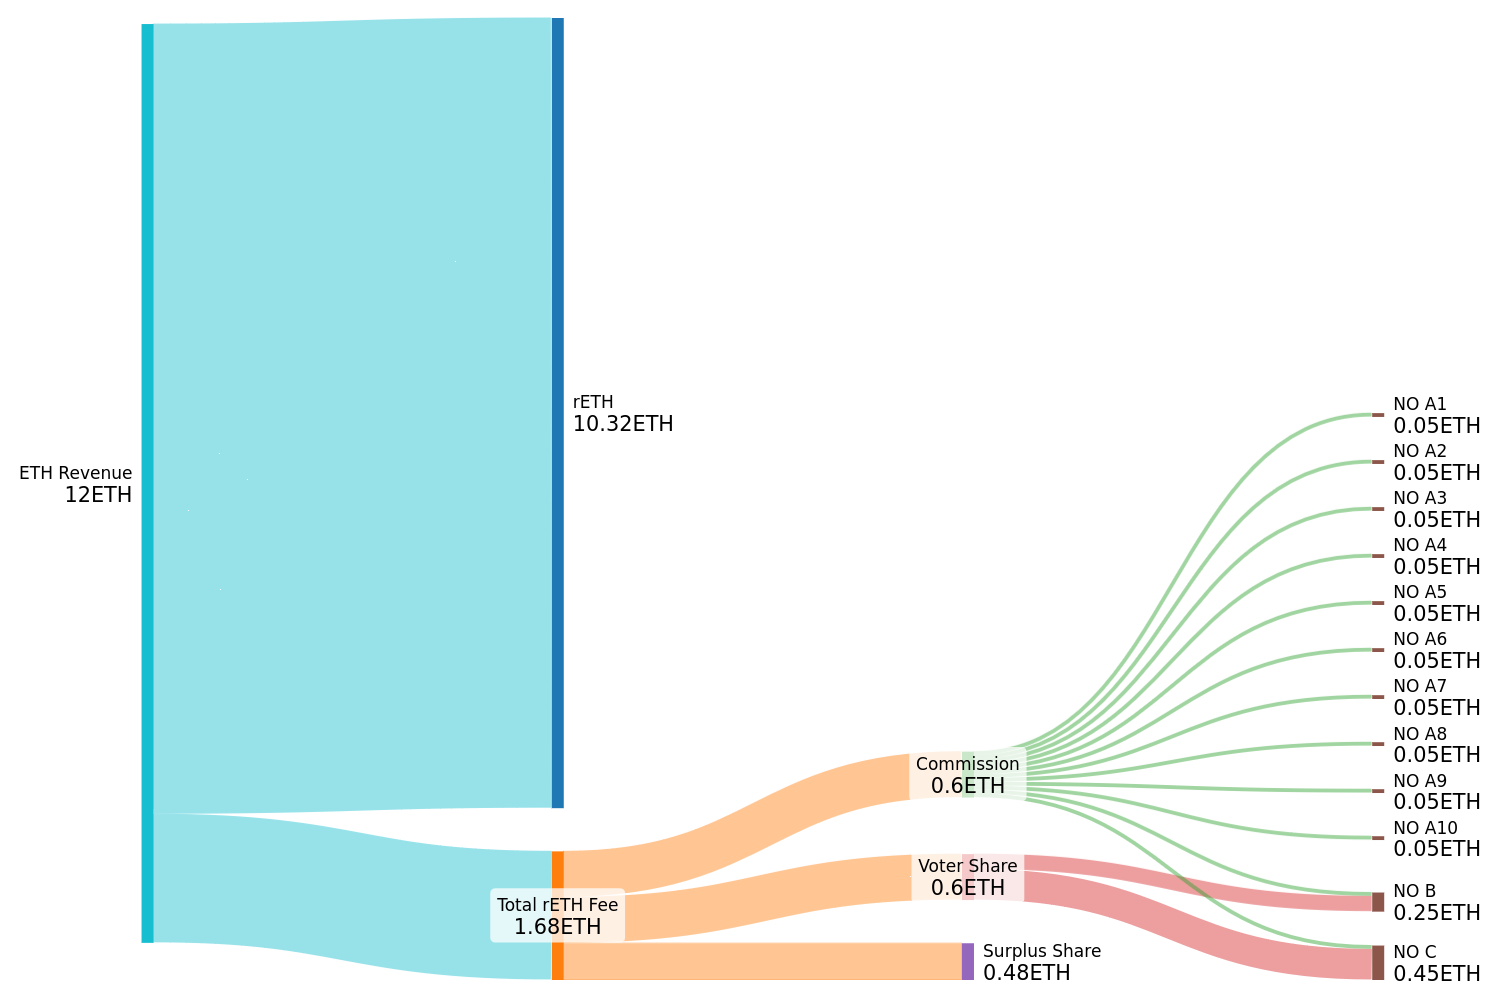 ETH Revenue
12ETH
rETH
10.32ETH
Total rETH Fee
1.68ETH
Commission
0.6ETH
Voter Share
0.6ETH
Surplus Share
0.48ETH
NO A1
0.05ETH
NO A2
0.05ETH
NO A3
0.05ETH
NO A4
0.05ETH
NO A5
0.05ETH
NO A6
0.05ETH
NO A7
0.05ETH
NO A8
0.05ETH
NO A9
0.05ETH
NO A10
0.05ETH
NO B
0.25ETH
NO C
0.45ETH